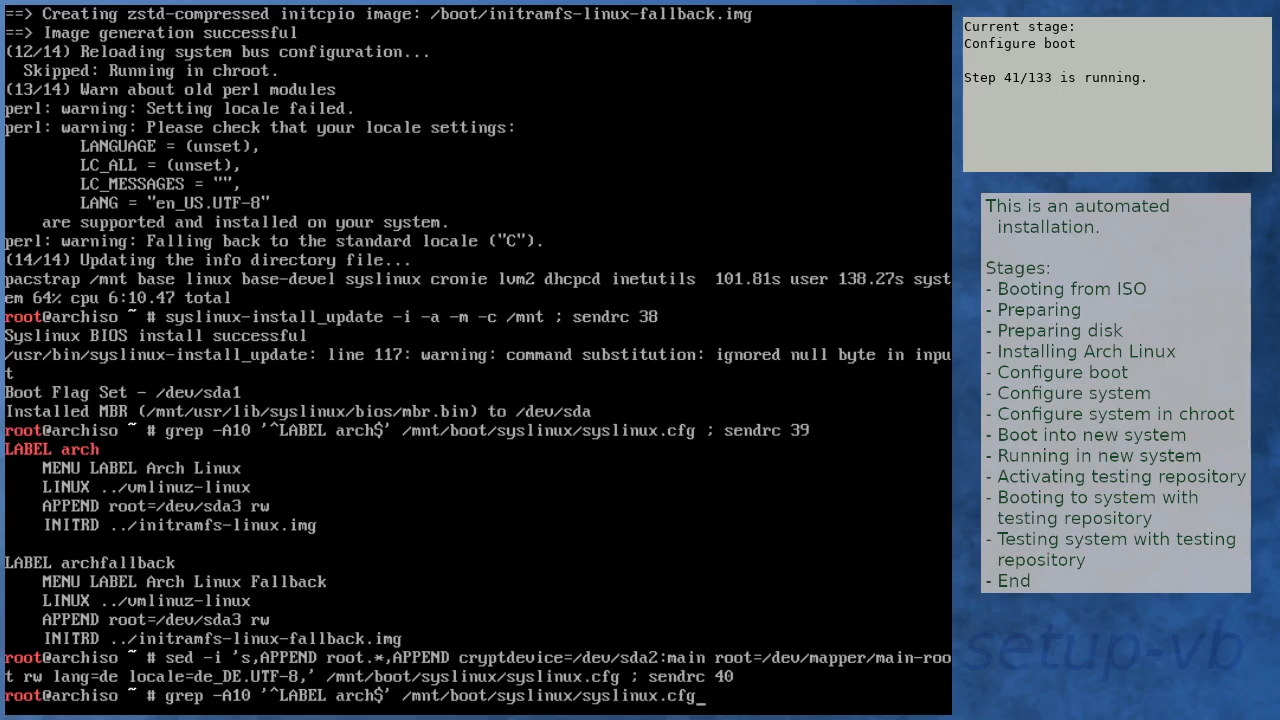 ==> Creating zstd-compressed initcpio image: /boot/initramfs-linux-fallback.img
==> Image generation successful
(12/14) Reloading system bus configuration...
  Skipped: Running in chroot.
(13/14) Warn about old perl modules
perl: warning: Setting locale failed.
perl: warning: Please check that your locale settings:
        LANGUAGE = (unset),
        LC_ALL = (unset),
        LC_MESSAGES = "",
        LANG = "en_US.UTF-8"
    are supported and installed on your system.
perl: warning: Falling back to the standard locale ("C").
(14/14) Updating the info directory file...
pacstrap /mnt base linux base-devel syslinux cronie lvm2 dhcpcd inetutils  101.81s user 138.27s syst
em 64% cpu 6:10.47 total
root@archiso ~ # syslinux-install_update -i -a -m -c /mnt ; sendrc 38
Syslinux BIOS install successful
/usr/bin/syslinux-install_update: line 117: warning: command substitution: ignored null byte in inpu
t
Boot Flag Set - /dev/sda1
Installed MBR (/mnt/usr/lib/syslinux/bios/mbr.bin) to /dev/sda
root@archiso ~ # grep -A10 '^LABEL arch$' /mnt/boot/syslinux/syslinux.cfg ; sendrc 39
LABEL arch
    MENU LABEL Arch Linux
    LINUX ../vmlinuz-linux
    APPEND root=/dev/sda3 rw
    INITRD ../initramfs-linux.img

LABEL archfallback
    MENU LABEL Arch Linux Fallback
    LINUX ../vmlinuz-linux
    APPEND root=/dev/sda3 rw
    INITRD ../initramfs-linux-fallback.img
root@archiso ~ # sed -i 's,APPEND root.*,APPEND cryptdevice=/dev/sda2:main root=/dev/mapper/main-roo
t rw lang=de locale=de_DE.UTF-8,' /mnt/boot/syslinux/syslinux.cfg ; sendrc 40
root@archiso ~ # grep -A10 '^LABEL arch$' /mnt/boot/syslinux/syslinux.cfg_
Current stage:
Configure boot

Step 41/133 is running.
This is an automated
installation.

Stages:
- Booting from ISO
- Preparing
- Preparing disk
- Installing Arch Linux
- Configure boot
- Configure system
- Configure system in chroot
- Boot into new system
- Running in new system
- Activating testing repository
- Booting to system with
testing repository
- Testing system with testing
repository
- End
setup-vb